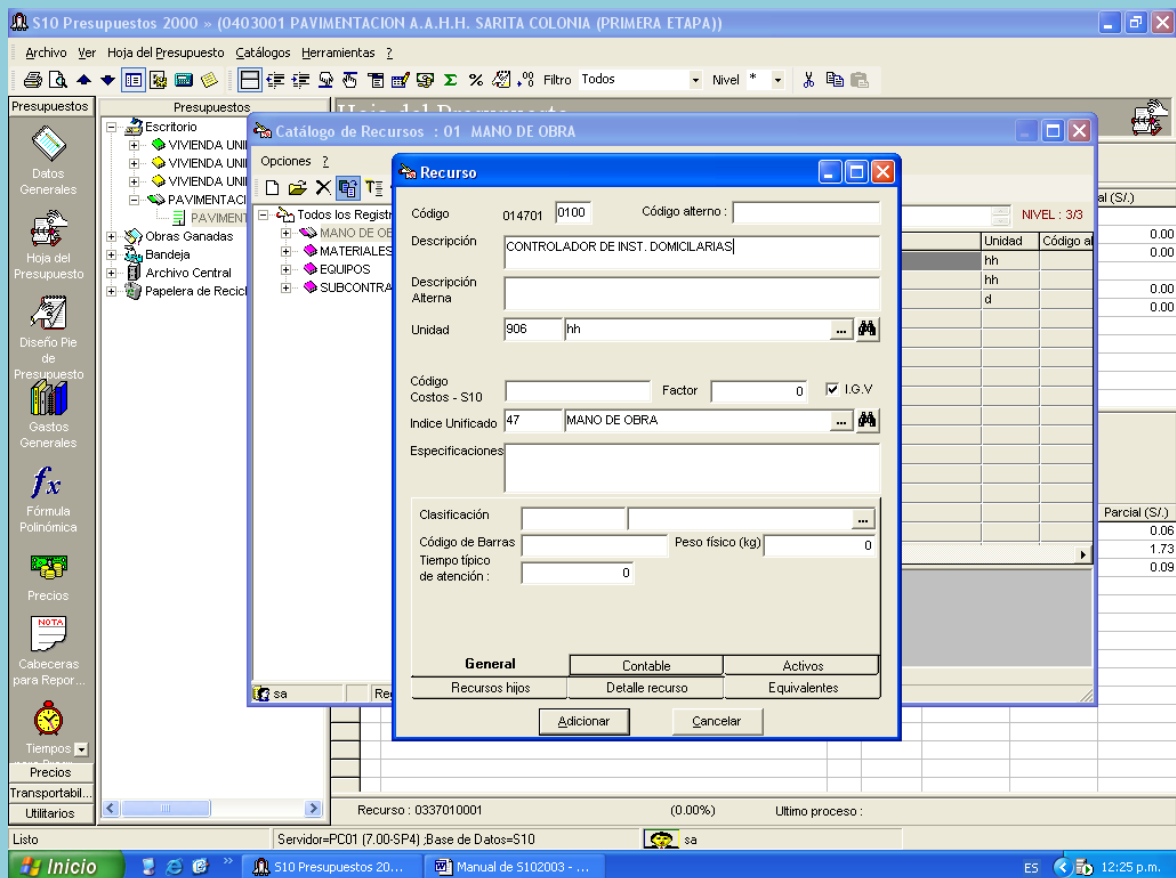 S10 Presupuestos 2000 » (0403001 PAVIMENTACION A.A.H.H. SARITA COLONIA (PRIMERA ETAPA))
Archivo Ver Hoja del Presupuesto Catálogos Herramientas ?
Filtro Todos Nivel *
Presupuestos
Datos Generales
Hoja del Presupuesto
Diseño Pie de Presupuesto
Gastos Generales
Fórmula Polinómica
Precios
NOTA
Cabeceras para Repor...
Tiempos
Precios
Transportabil...
Utilitarios
Presupuestos
Escritorio
VIVIENDA UNI
VIVIENDA UNI
VIVIENDA UNI
PAVIMENTACI
PAVIMENT
Obras Ganadas
Bandeja
Archivo Central
Papelera de Recicl
Hoja del Presupuesto
Catálogo de Recursos : 01 MANO DE OBRA
Opciones ?
Todos los Registr
MANO DE OB
MATERIALES
EQUIPOS
SUBCONTRA
NIVEL : 3/3
Unidad Código al
hh
hh
d
sa Re
Recurso
Código 014701 0100 Código alterno :
Descripción CONTROLADOR DE INST. DOMICILARIAS
Descripción Alterna
Unidad 906 hh ...
Código Costos - S10 Factor 0 I.G.V
Indice Unificado 47 MANO DE OBRA ...
Especificaciones
Clasificación ...
Código de Barras Peso físico (kg) 0
Tiempo típico de atención : 0
General Contable Activos
Recursos hijos Detalle recurso Equivalentes
Adicionar Cancelar
al (S/.)
0.00
0.00
0.00
0.00
Parcial (S/.)
0.06
1.73
0.09
Recurso : 0337010001 (0.00%) Ultimo proceso :
Listo Servidor=PC01 (7.00-SP4) ;Base de Datos=S10 sa
Inicio » S10 Presupuestos 20... Manual de S102003 - ... ES 12:25 p.m.